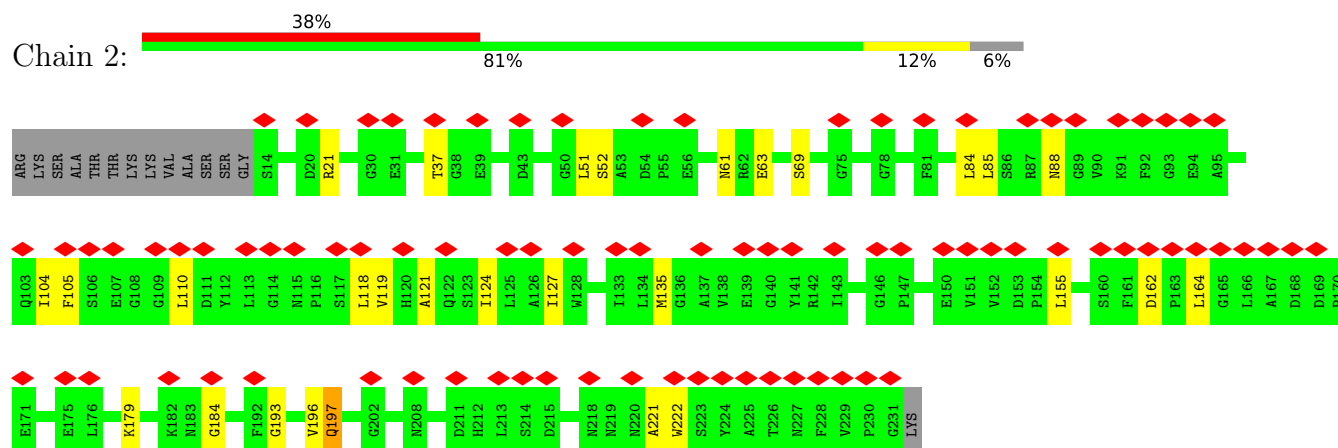 38%
Chain 2:
81% 12% 6%
ARG LYS SER ALA THR THR LYS LYS VAL ALA SER SER GLY S14 D20 R21 G30 E31 T37 G38 E39 D43 G50 L51 S52 A53 D54 P55 E56 N61 R62 E63 S69 G75 G78 F81 L84 L85 S86 R87 N88 G89 V90 K91 F92 G93 E94 A95
Q103 I104 F105 S106 E107 G108 G109 L110 D111 Y112 L113 G114 N115 P116 S117 L118 V119 H120 A121 Q122 S123 I124 L125 A126 I127 W128 I133 L134 M135 G136 A137 V138 E139 G140 Y141 R142 I143 G146 P147 E150 V151 V152 D153 P154 L155 S160 F161 D162 P163 L164 G165 L166 A167 D168 D169 P170
E171 E175 L176 K179 K182 N183 G184 F192 G193 V196 Q197 G202 N208 D211 H212 L213 S214 D215 N218 N219 N220 A221 W222 S223 Y224 A225 T226 N227 F228 V229 P230 G231 LYS